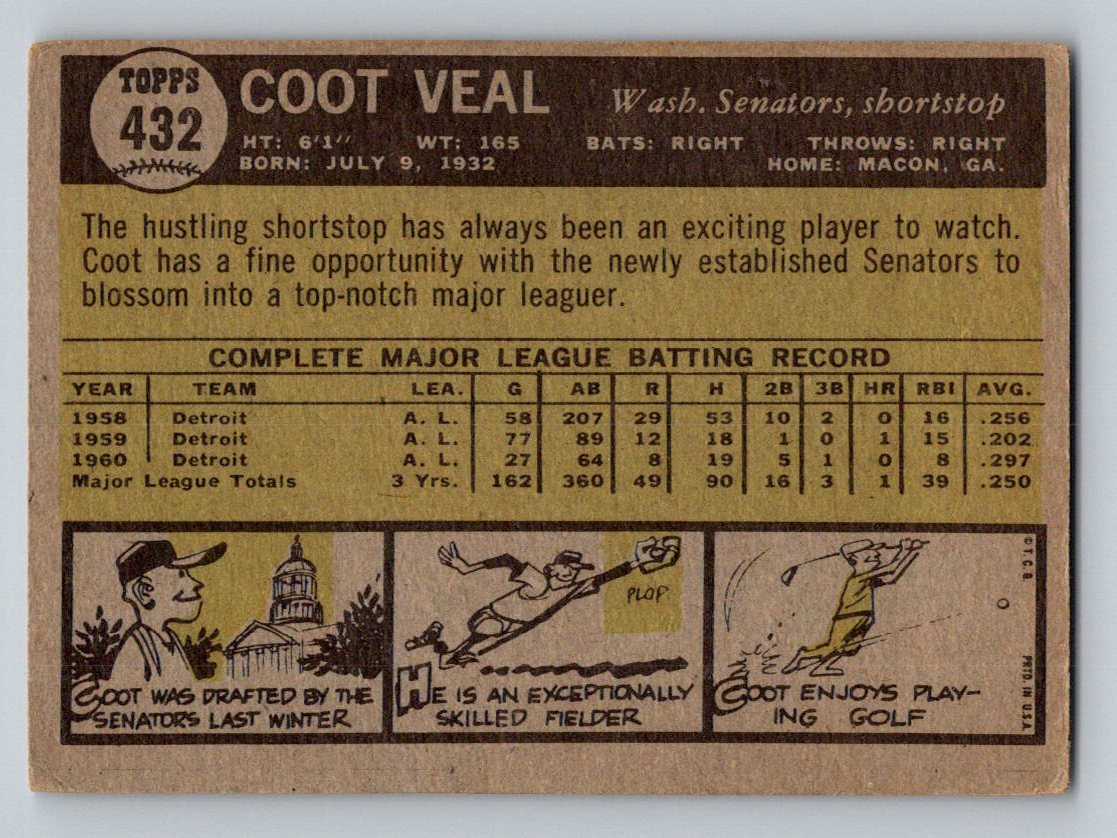 TOPPS
432
COOT VEAL
Wash. Senators, shortstop
HT: 6'1" WT: 165 BATS: RIGHT THROWS: RIGHT
BORN: JULY 9, 1932 HOME: MACON, GA.
The hustling shortstop has always been an exciting player to watch.
Coot has a fine opportunity with the newly established Senators to
blossom into a top-notch major leaguer.
COMPLETE MAJOR LEAGUE BATTING RECORD
YEAR TEAM LEA. G AB R H 2B 3B HR RBI AVG.
1958 Detroit A. L. 58 207 29 53 10 2 0 16 .256
1959 Detroit A. L. 77 89 12 18 1 0 1 15 .202
1960 Detroit A. L. 27 64 8 19 5 1 0 8 .297
Major League Totals 3 Yrs. 162 360 49 90 16 3 1 39 .250
COOT WAS DRAFTED BY THE
SENATORS LAST WINTER
PLOP
HE IS AN EXCEPTIONALLY
SKILLED FIELDER
COOT ENJOYS PLAY-
ING GOLF
© T. C. G.
PRTD. IN U.S.A.